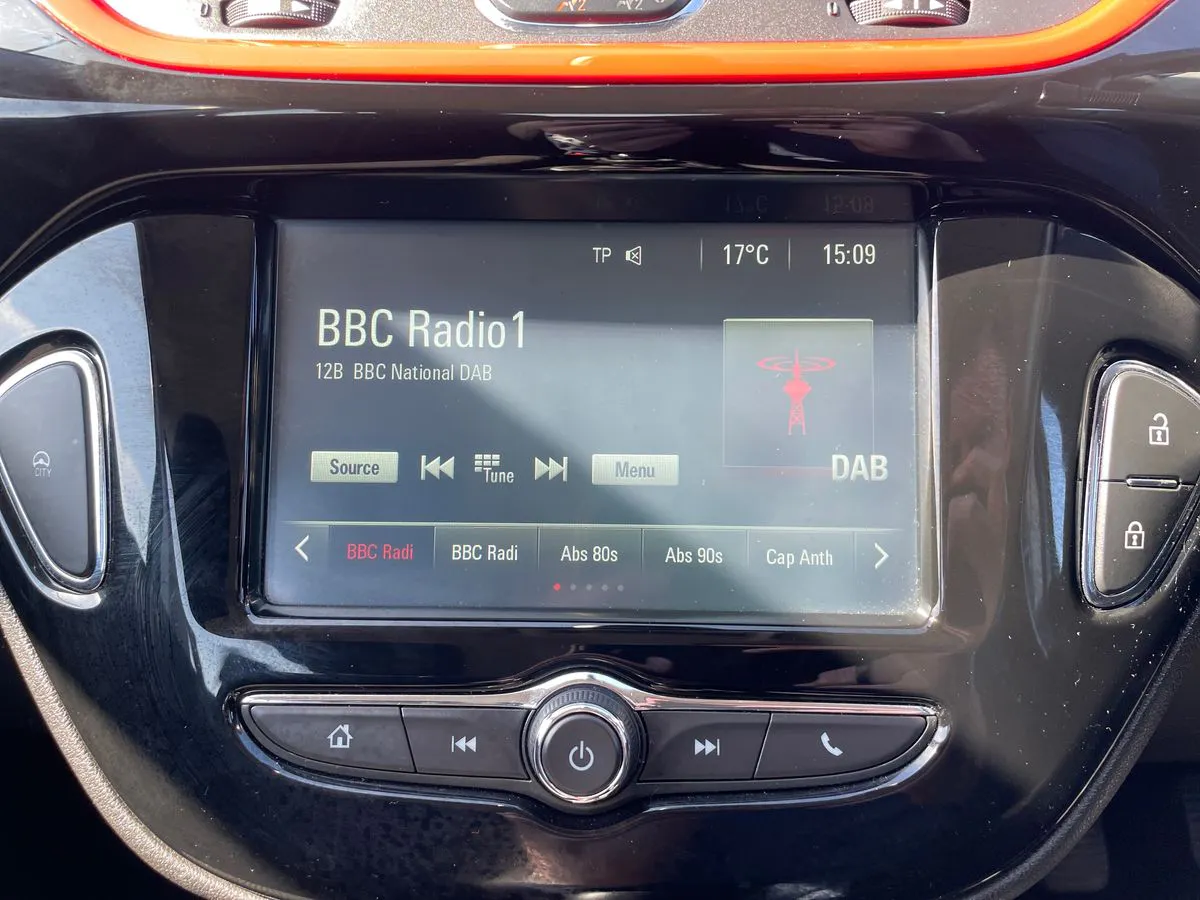 TP 17°C 15:09
BBC Radio1
12B BBC National DAB
DAB
Source Tune Menu
BBC Radi BBC Radi Abs 80s Abs 90s Cap Anth
CITY